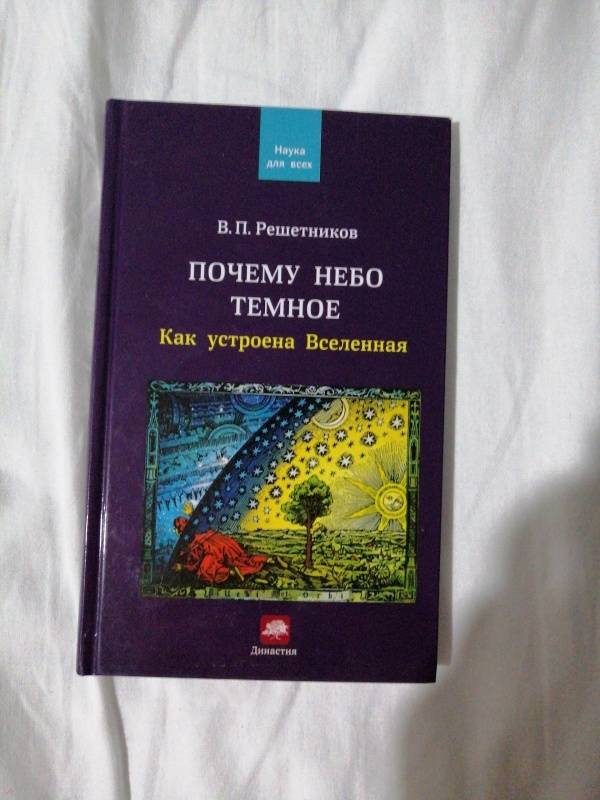 Наука
для всех
В. П. Решетников
ПОЧЕМУ НЕБО
ТЕМНОЕ
Как устроена Вселенная
Династия